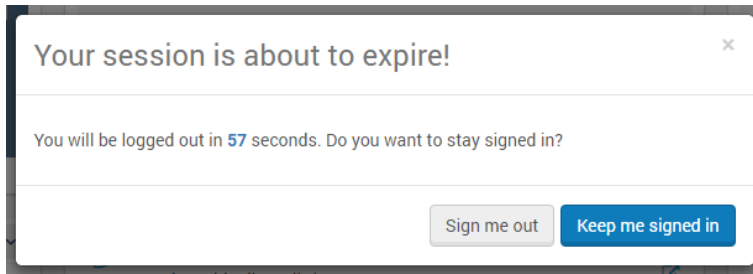 Your session is about to expire!
×
You will be logged out in 57 seconds. Do you want to stay signed in?
Sign me out
Keep me signed in